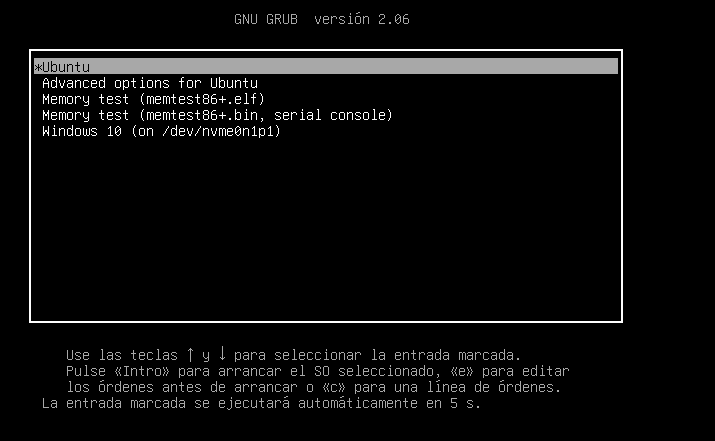 GNU GRUB  versión 2.06
*Ubuntu
Advanced options for Ubuntu
Memory test (memtest86+.elf)
Memory test (memtest86+.bin, serial console)
Windows 10 (on /dev/nvme0n1p1)
Use las teclas ↑ y ↓ para seleccionar la entrada marcada.
Pulse «Intro» para arrancar el SO seleccionado, «e» para editar
los órdenes antes de arrancar o «c» para una línea de órdenes.
La entrada marcada se ejecutará automáticamente en 5 s.